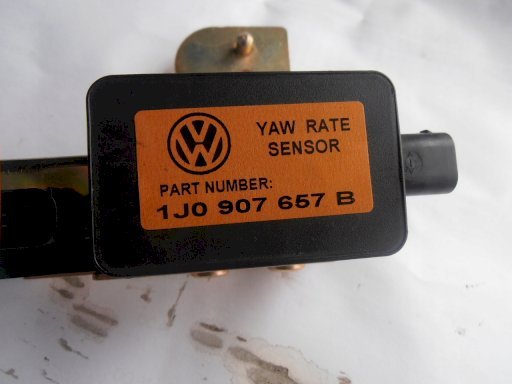 YAW RATE
SENSOR
PART NUMBER:
1J0 907 657 B